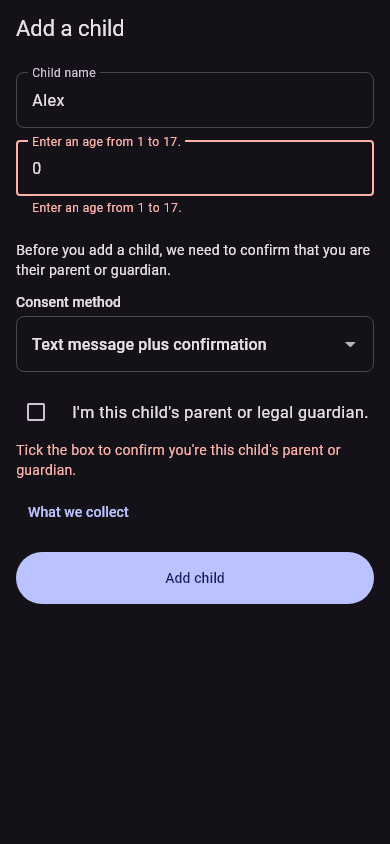 Add a child
Child name
Alex
Enter an age from 1 to 17.
0
Enter an age from 1 to 17.
Before you add a child, we need to confirm that you are
their parent or guardian.
Consent method
Text message plus confirmation
I'm this child's parent or legal guardian.
Tick the box to confirm you're this child's parent or
guardian.
What we collect
Add child